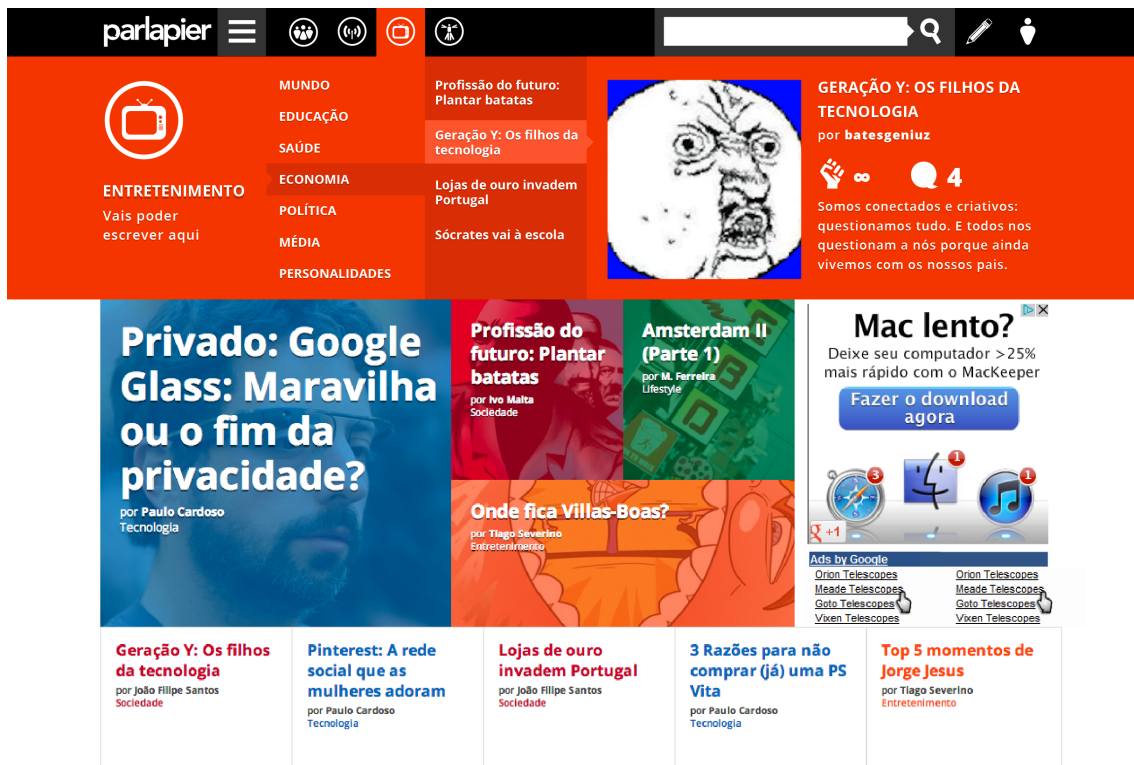 parlapier
ENTRETENIMENTO
Vais poder
escrever aqui
MUNDO
EDUCAÇÃO
SAÚDE
ECONOMIA
POLÍTICA
MÉDIA
PERSONALIDADES
Profissão do futuro:
Plantar batatas
Geração Y: Os filhos da
tecnologia
Lojas de ouro invadem
Portugal
Sócrates vai à escola
GERAÇÃO Y: OS FILHOS DA
TECNOLOGIA
por batesgeniuz
∞ 4
Somos conectados e criativos:
questionamos tudo. E todos nos
questionam a nós porque ainda
vivemos com os nossos pais.
Privado: Google
Glass: Maravilha
ou o fim da
privacidade?
por Paulo Cardoso
Tecnologia
Profissão do
futuro: Plantar
batatas
por Ivo Malta
Sociedade
Amsterdam II
(Parte 1)
por M. Ferreira
Lifestyle
Onde fica Villas-Boas?
por Tiago Severino
Entretenimento
Mac lento?
Deixe seu computador >25%
mais rápido com o MacKeeper
Fazer o download
agora
3
1
1
g +1
Ads by Google
Orion Telescopes
Meade Telescopes
Goto Telescopes
Vixen Telescopes
Orion Telescopes
Meade Telescopes
Goto Telescopes
Vixen Telescopes
Geração Y: Os filhos
da tecnologia
por João Filipe Santos
Sociedade
Pinterest: A rede
social que as
mulheres adoram
por Paulo Cardoso
Tecnologia
Lojas de ouro
invadem Portugal
por João Filipe Santos
Sociedade
3 Razões para não
comprar (já) uma PS
Vita
por Paulo Cardoso
Tecnologia
Top 5 momentos de
Jorge Jesus
por Tiago Severino
Entretenimento